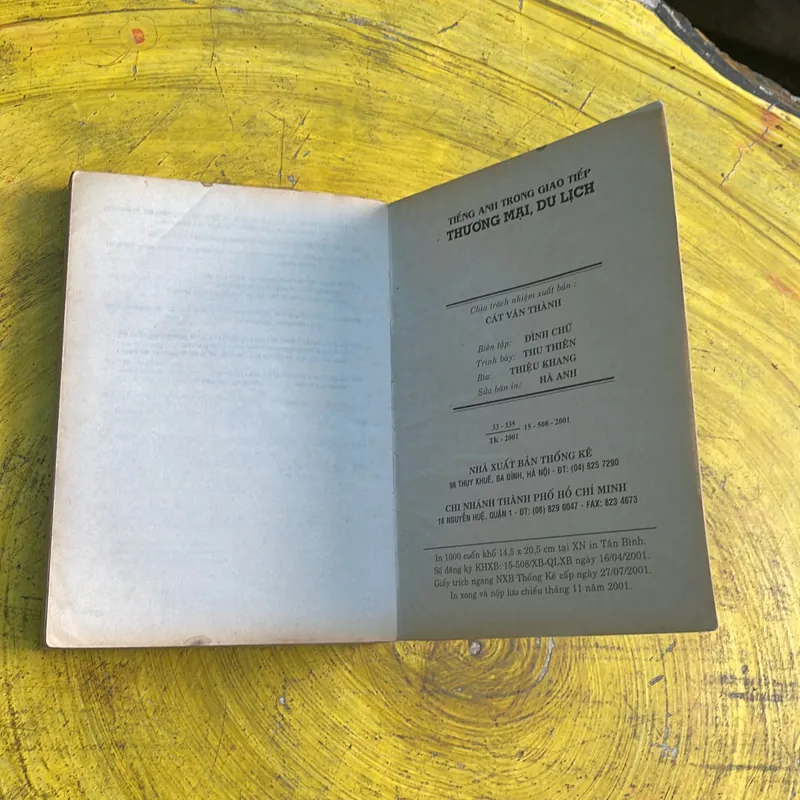 TIẾNG ANH TRONG GIAO TIẾP
THƯƠNG MẠI, DU LỊCH
Chịu trách nhiệm xuất bản :
CÁT VĂN THÀNH
Biên tập: ĐÌNH CHỮ
Trình bày: THU THIÊN
Bìa: THIỆU KHANG
Sửa bản in: HÀ ANH
33 - 335
TK - 2001
15 - 508 - 2001
NHÀ XUẤT BẢN THỐNG KÊ
98 THỤY KHUÊ, BA ĐÌNH, HÀ NỘI - ĐT: (04) 825 7290
CHI NHÁNH THÀNH PHỐ HỒ CHÍ MINH
16 NGUYỄN HUỆ, QUẬN 1 - ĐT: (08) 829 0047 - FAX: 823 4673
In 1000 cuốn khổ 14,5 x 20,5 cm tại XN in Tân Bình.
Số đăng ký KHXB: 15-508/XB-QLXB ngày 16/04/2001.
Giấy trích ngang NXB Thống Kê cấp ngày 27/07/2001.
In xong và nộp lưu chiểu tháng 11 năm 2001.